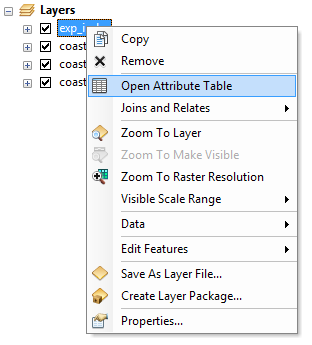 Layers
Copy
Remove
coast
Open Attribute Table
coast
Joins and Relates
coast
Zoom To Layer
Zoom To Make Visible
Zoom To Raster Resolution
Visible Scale Range
Data
Edit Features
Save As Layer File...
Create Layer Package...
Properties...